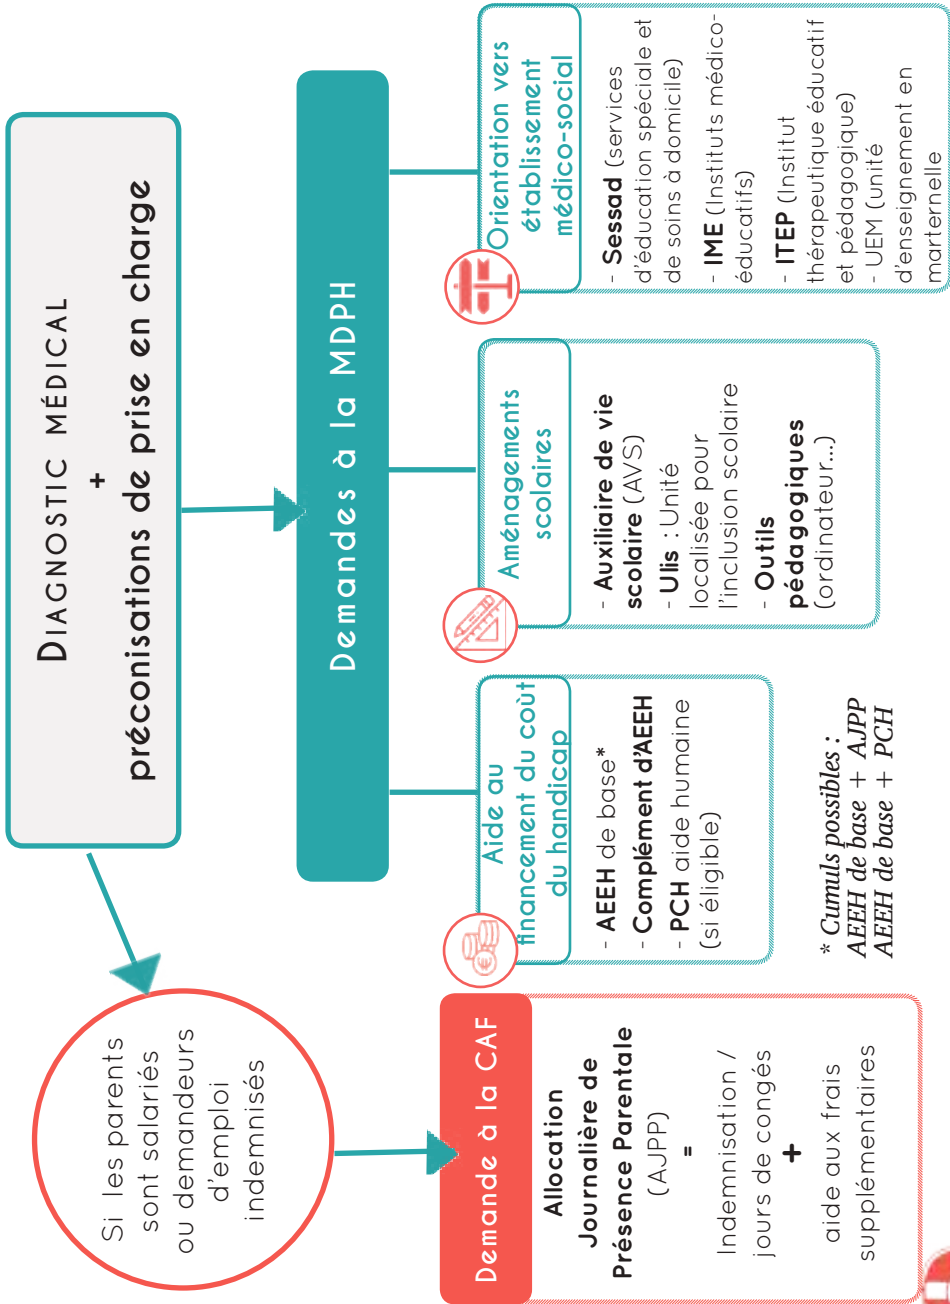 DIAGNOSTIC MÉDICAL
+
préconisations de prise en charge
Si les parents
sont salariés
ou demandeurs
d'emploi
indemnisés
Demande à la CAF
Allocation
Journalière de
Présence Parentale
(AJPP)
=
Indemnisation /
jours de congés
+
aide aux frais
supplémentaires
Demandes à la MDPH
Aide au
financement du coùt
du handicap
- AEEH de base*
- Complément d'AEEH
- PCH aide humaine
(si éligible)
* Cumuls possibles :
AEEH de base + AJPP
AEEH de base + PCH
Aménagements
scolaires
- Auxiliaire de vie
scolaire (AVS)
- Ulis : Unité
localisée pour
l'inclusion scolaire
- Outils
pédagogiques
(ordinateur...)
Orientation vers
établissement
médico-social
- Sessad (services
d'éducation spéciale et
de soins à domicile)
- IME (Instituts médico-
éducatifs)
- ITEP (Institut
thérapeutique éducatif
et pédagogique)
- UEM (unité
d'enseignement en
marternelle